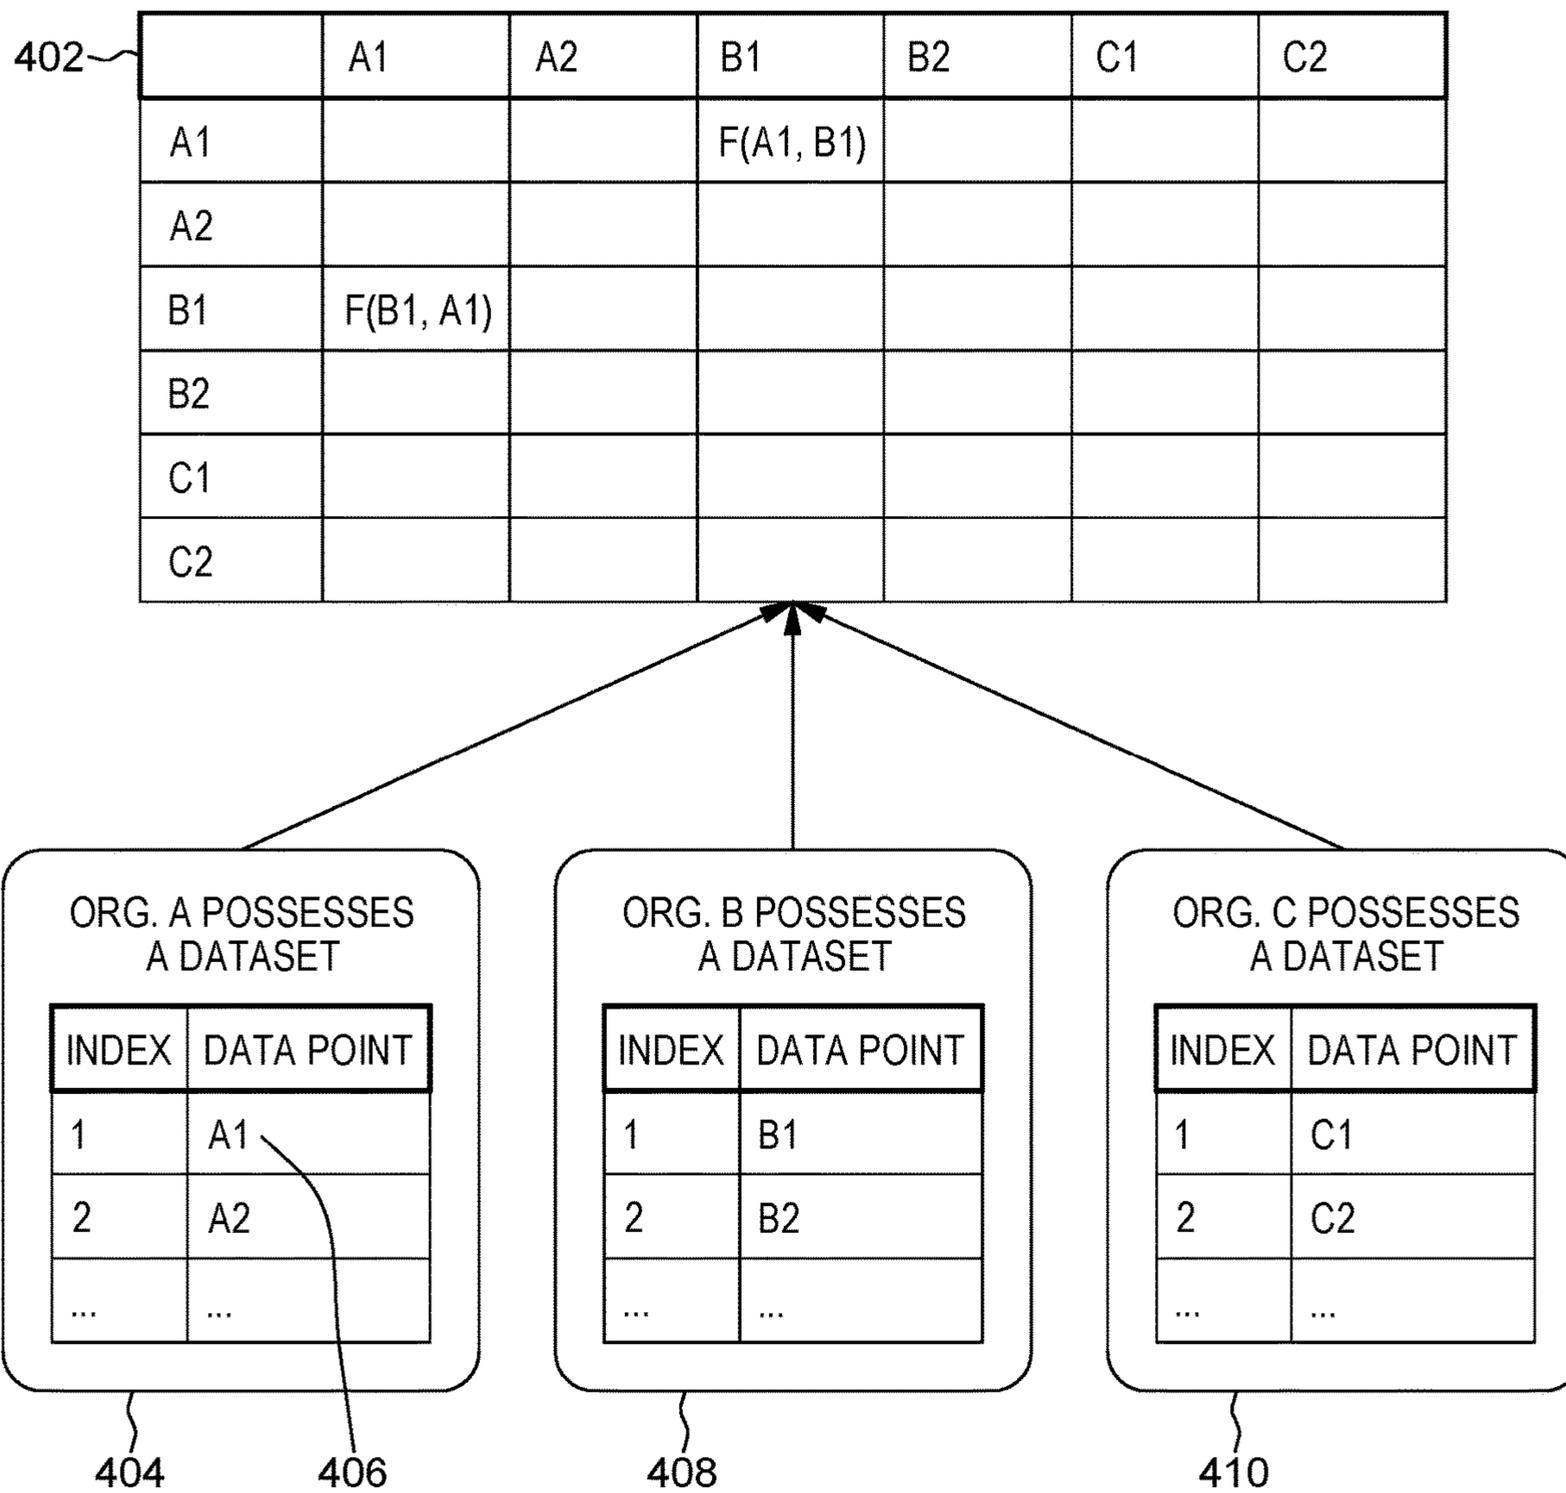 402
A1 A2 B1 B2 C1 C2
A1 F(A1, B1)
A2
B1 F(B1, A1)
B2
C1
C2
ORG. A POSSESSES
A DATASET
INDEX DATA POINT
1 A1
2 A2
... ...
404
406
ORG. B POSSESSES
A DATASET
INDEX DATA POINT
1 B1
2 B2
... ...
408
ORG. C POSSESSES
A DATASET
INDEX DATA POINT
1 C1
2 C2
... ...
410